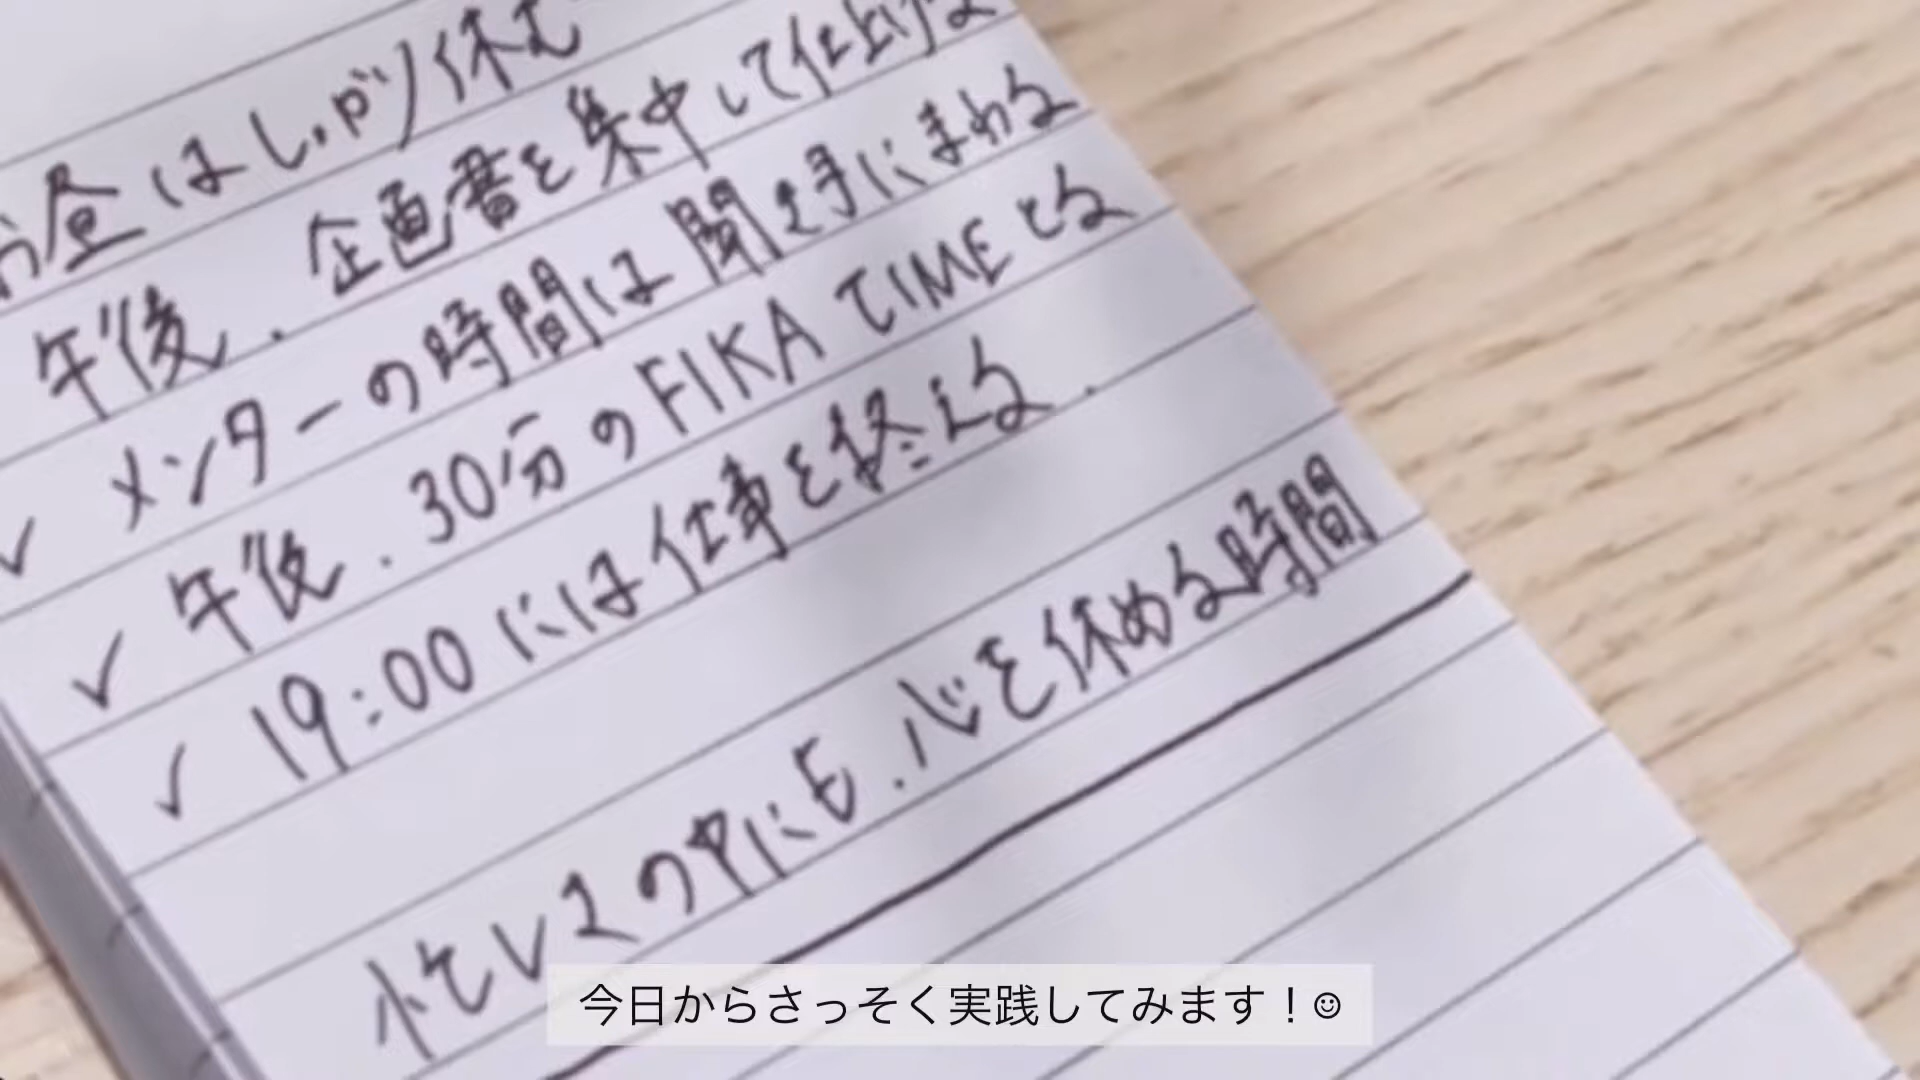 お昼はしっかり休む
午後、企画書を集中して仕上げる
✓ メンターの時間は聞き手にまわる
✓ 午後、30分のFIKA TIMEとる
✓ 19:00には仕事を終える、
忙しさの中にも、心を休める時間
今日からさっそく実践してみます！☺